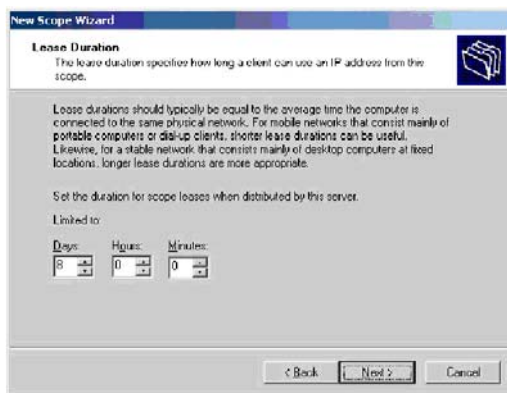 New Scope Wizard
Lease Duration
The lease duration specifies how long a client can use an IP address from this
scope.
Lease durations should typically be equal to the average time the computer is
connected to the same physical network. For mobile networks that consist mainly of
portable computers or dial-up clients, shorter lease durations can be useful.
Likewise, for a stable network that consists mainly of desktop computers at fixed
locations, longer lease durations are more appropriate.
Set the duration for scope leases when distributed by this server.
Limited to:
Days: Hours: Minutes:
8 0 0
< Back Next > Cancel